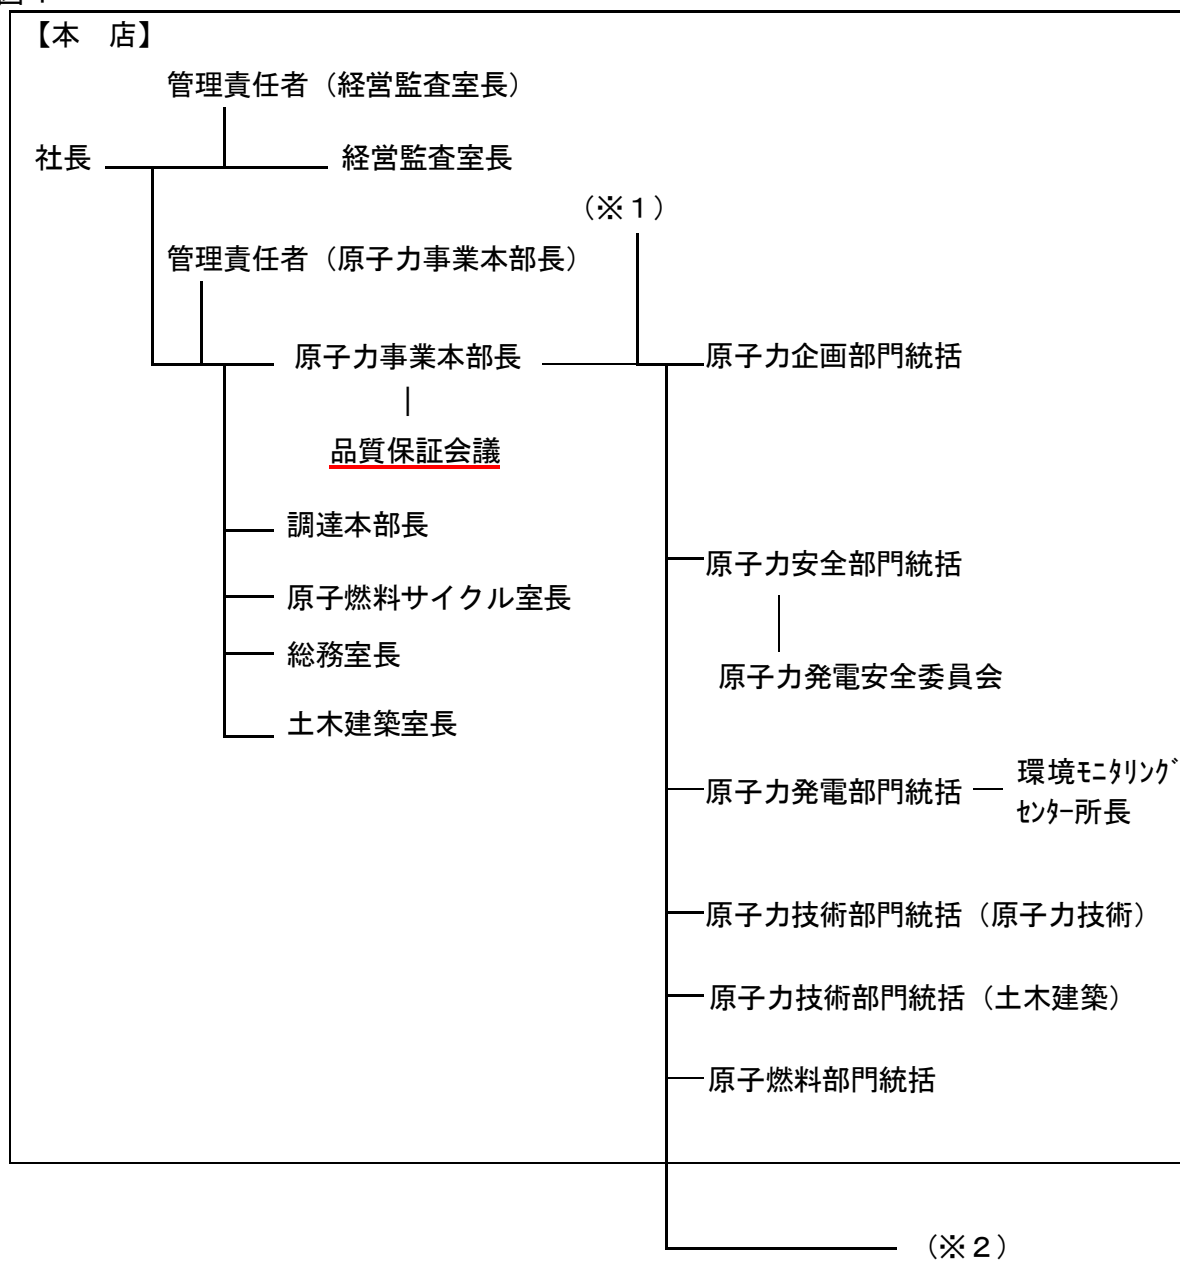 【本　店】
管理責任者（経営監査室長）
社長
経営監査室長
（※１）
管理責任者（原子力事業本部長）
原子力事業本部長
原子力企画部門統括
品質保証会議
調達本部長
原子力安全部門統括
原子燃料サイクル室長
総務室長
原子力発電安全委員会
土木建築室長
原子力発電部門統括
環境ﾓﾆﾀﾘﾝｸﾞ
ｾﾝﾀｰ所長
原子力技術部門統括（原子力技術）
原子力技術部門統括（土木建築）
原子燃料部門統括
（※２）